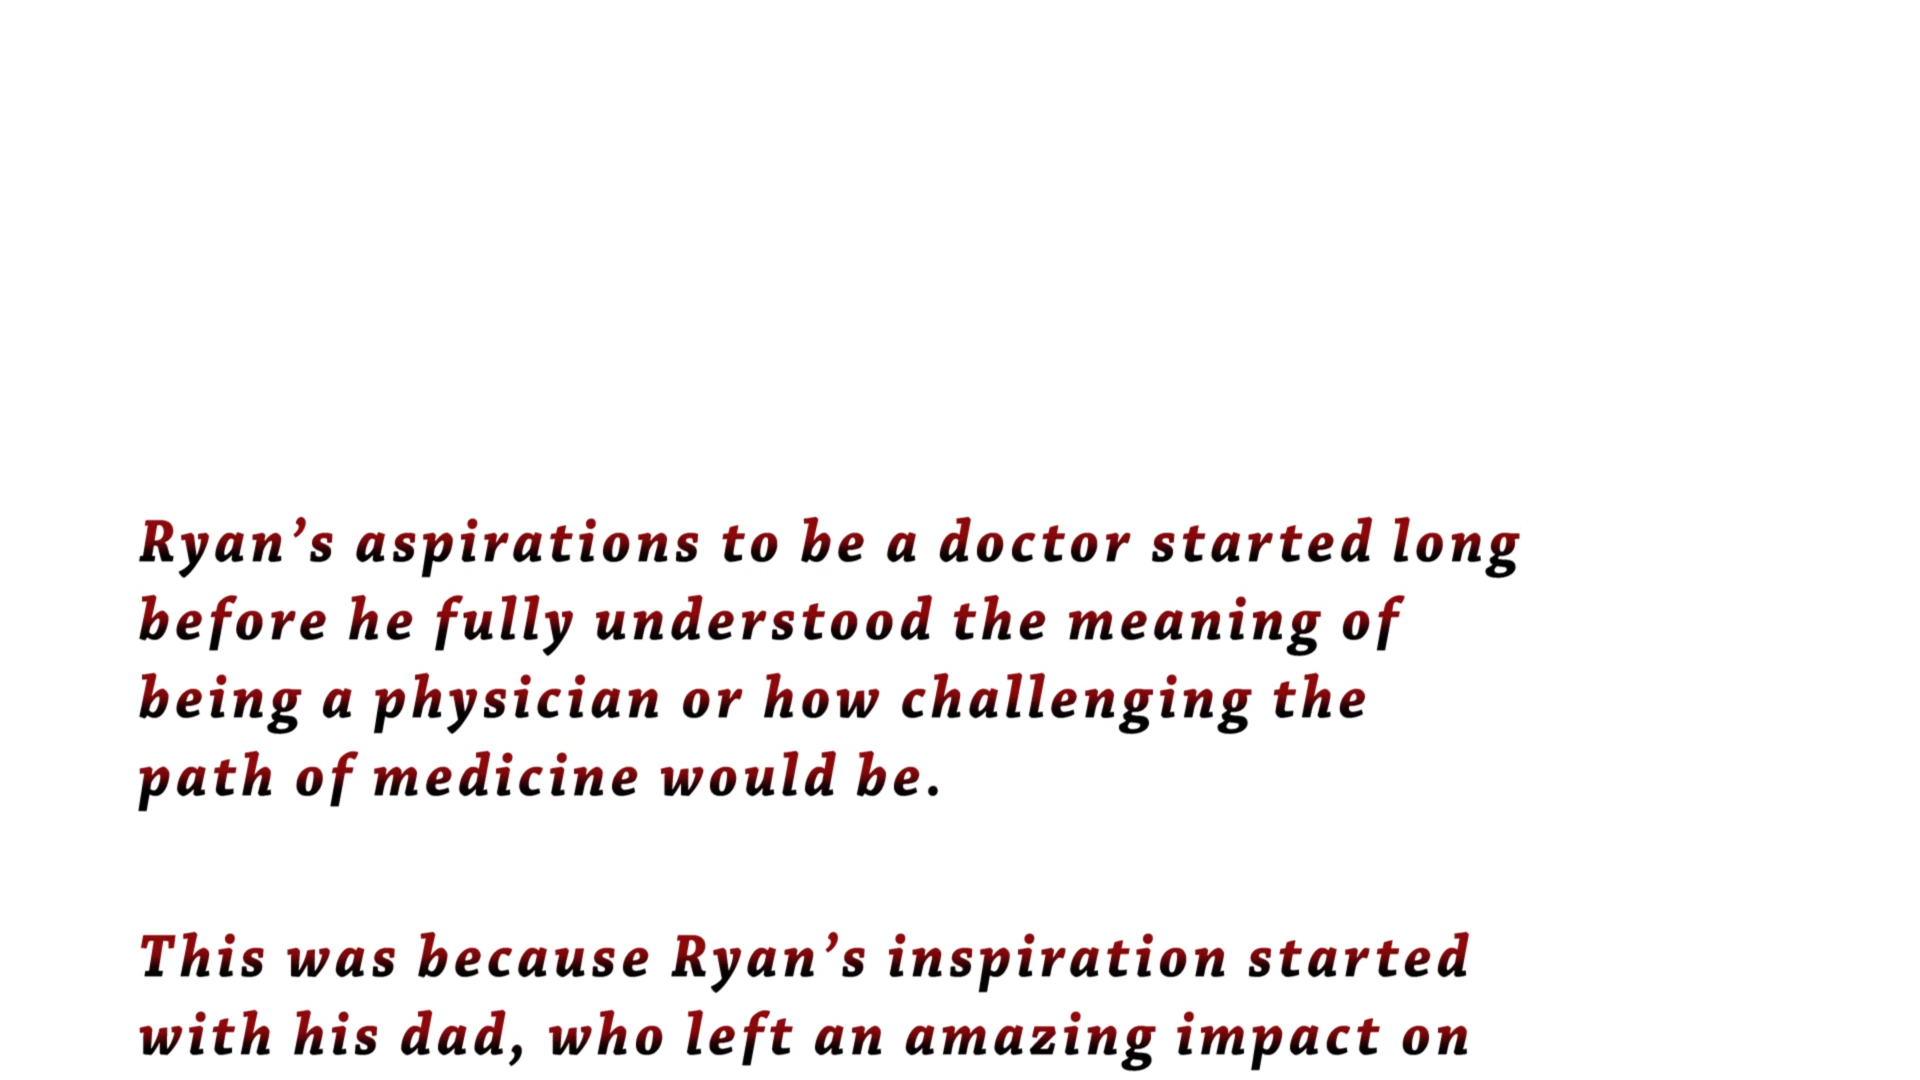 Ryan’s aspirations to be a doctor started long
before he fully understood the meaning of
being a physician or how challenging the
path of medicine would be.
This was because Ryan’s inspiration started
with his dad, who left an amazing impact on